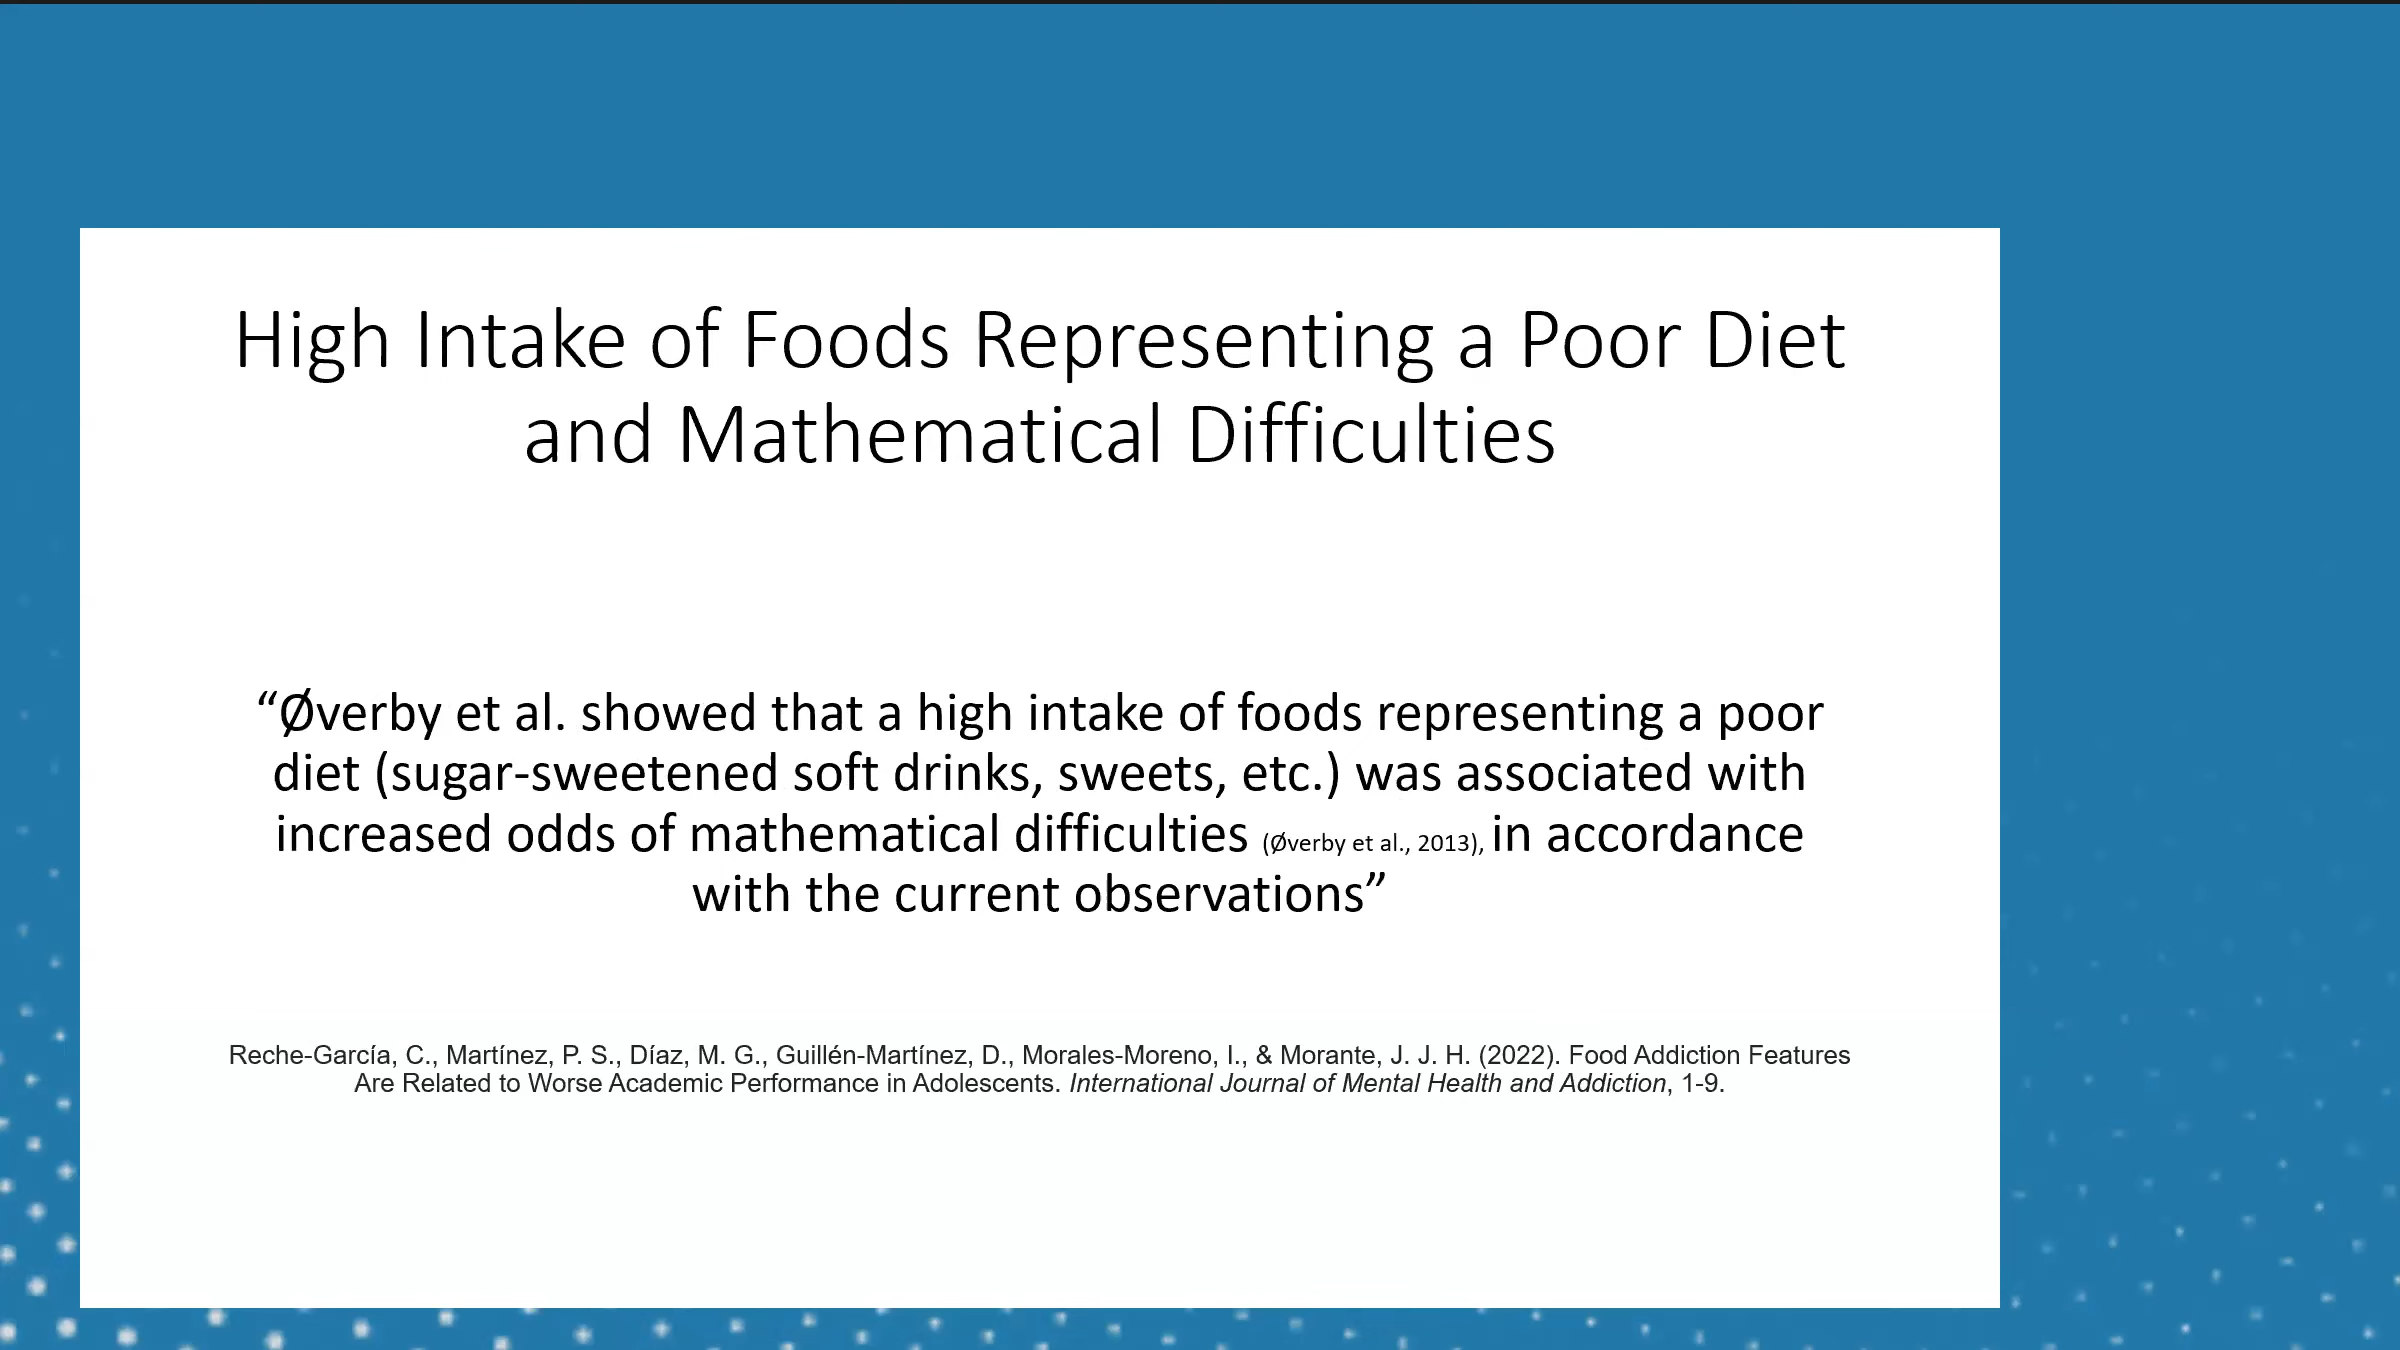 High Intake of Foods Representing a Poor Diet
and Mathematical Difficulties
“Øverby et al. showed that a high intake of foods representing a poor
diet (sugar-sweetened soft drinks, sweets, etc.) was associated with
increased odds of mathematical difficulties (Øverby et al., 2013), in accordance
with the current observations”
Reche-García, C., Martínez, P. S., Díaz, M. G., Guillén-Martínez, D., Morales-Moreno, I., & Morante, J. J. H. (2022). Food Addiction Features
Are Related to Worse Academic Performance in Adolescents. International Journal of Mental Health and Addiction, 1-9.